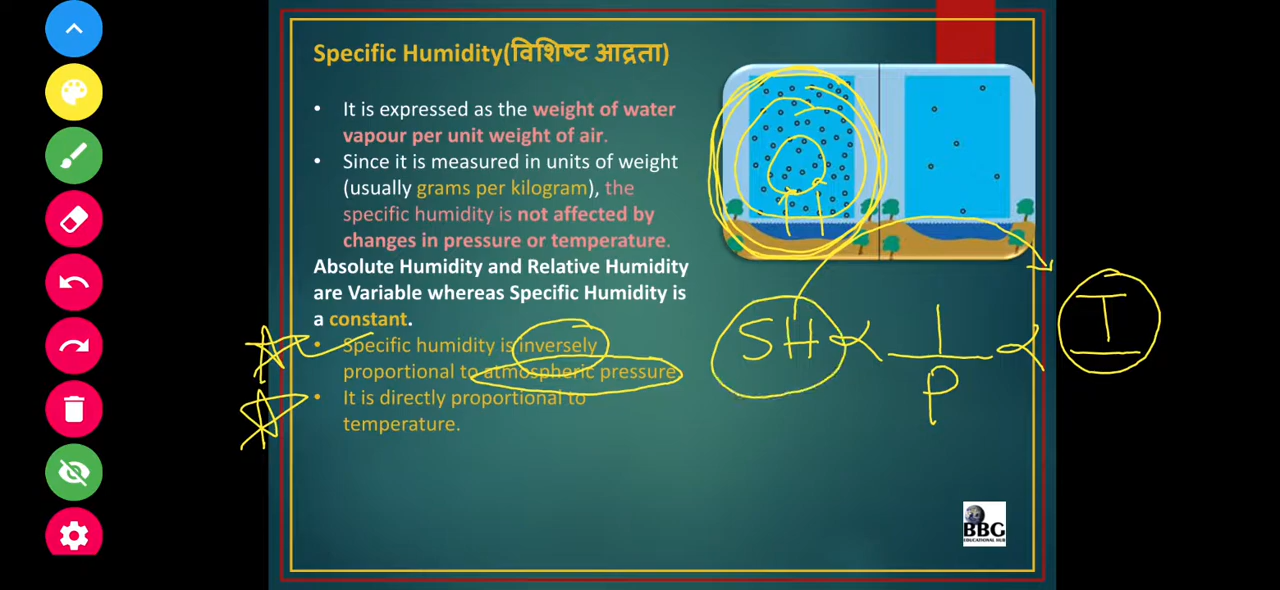 Specific Humidity(विशिष्ट आद्रता)
• It is expressed as the weight of water
vapour per unit weight of air.
• Since it is measured in units of weight
(usually grams per kilogram), the
specific humidity is not affected by
changes in pressure or temperature.
Absolute Humidity and Relative Humidity
are Variable whereas Specific Humidity is
a constant.
• Specific humidity is inversely
proportional to atmospheric pressure.
• It is directly proportional to
temperature.
SH ∝ 1/P ∝ T
BBG
EDUCATIONAL HUB